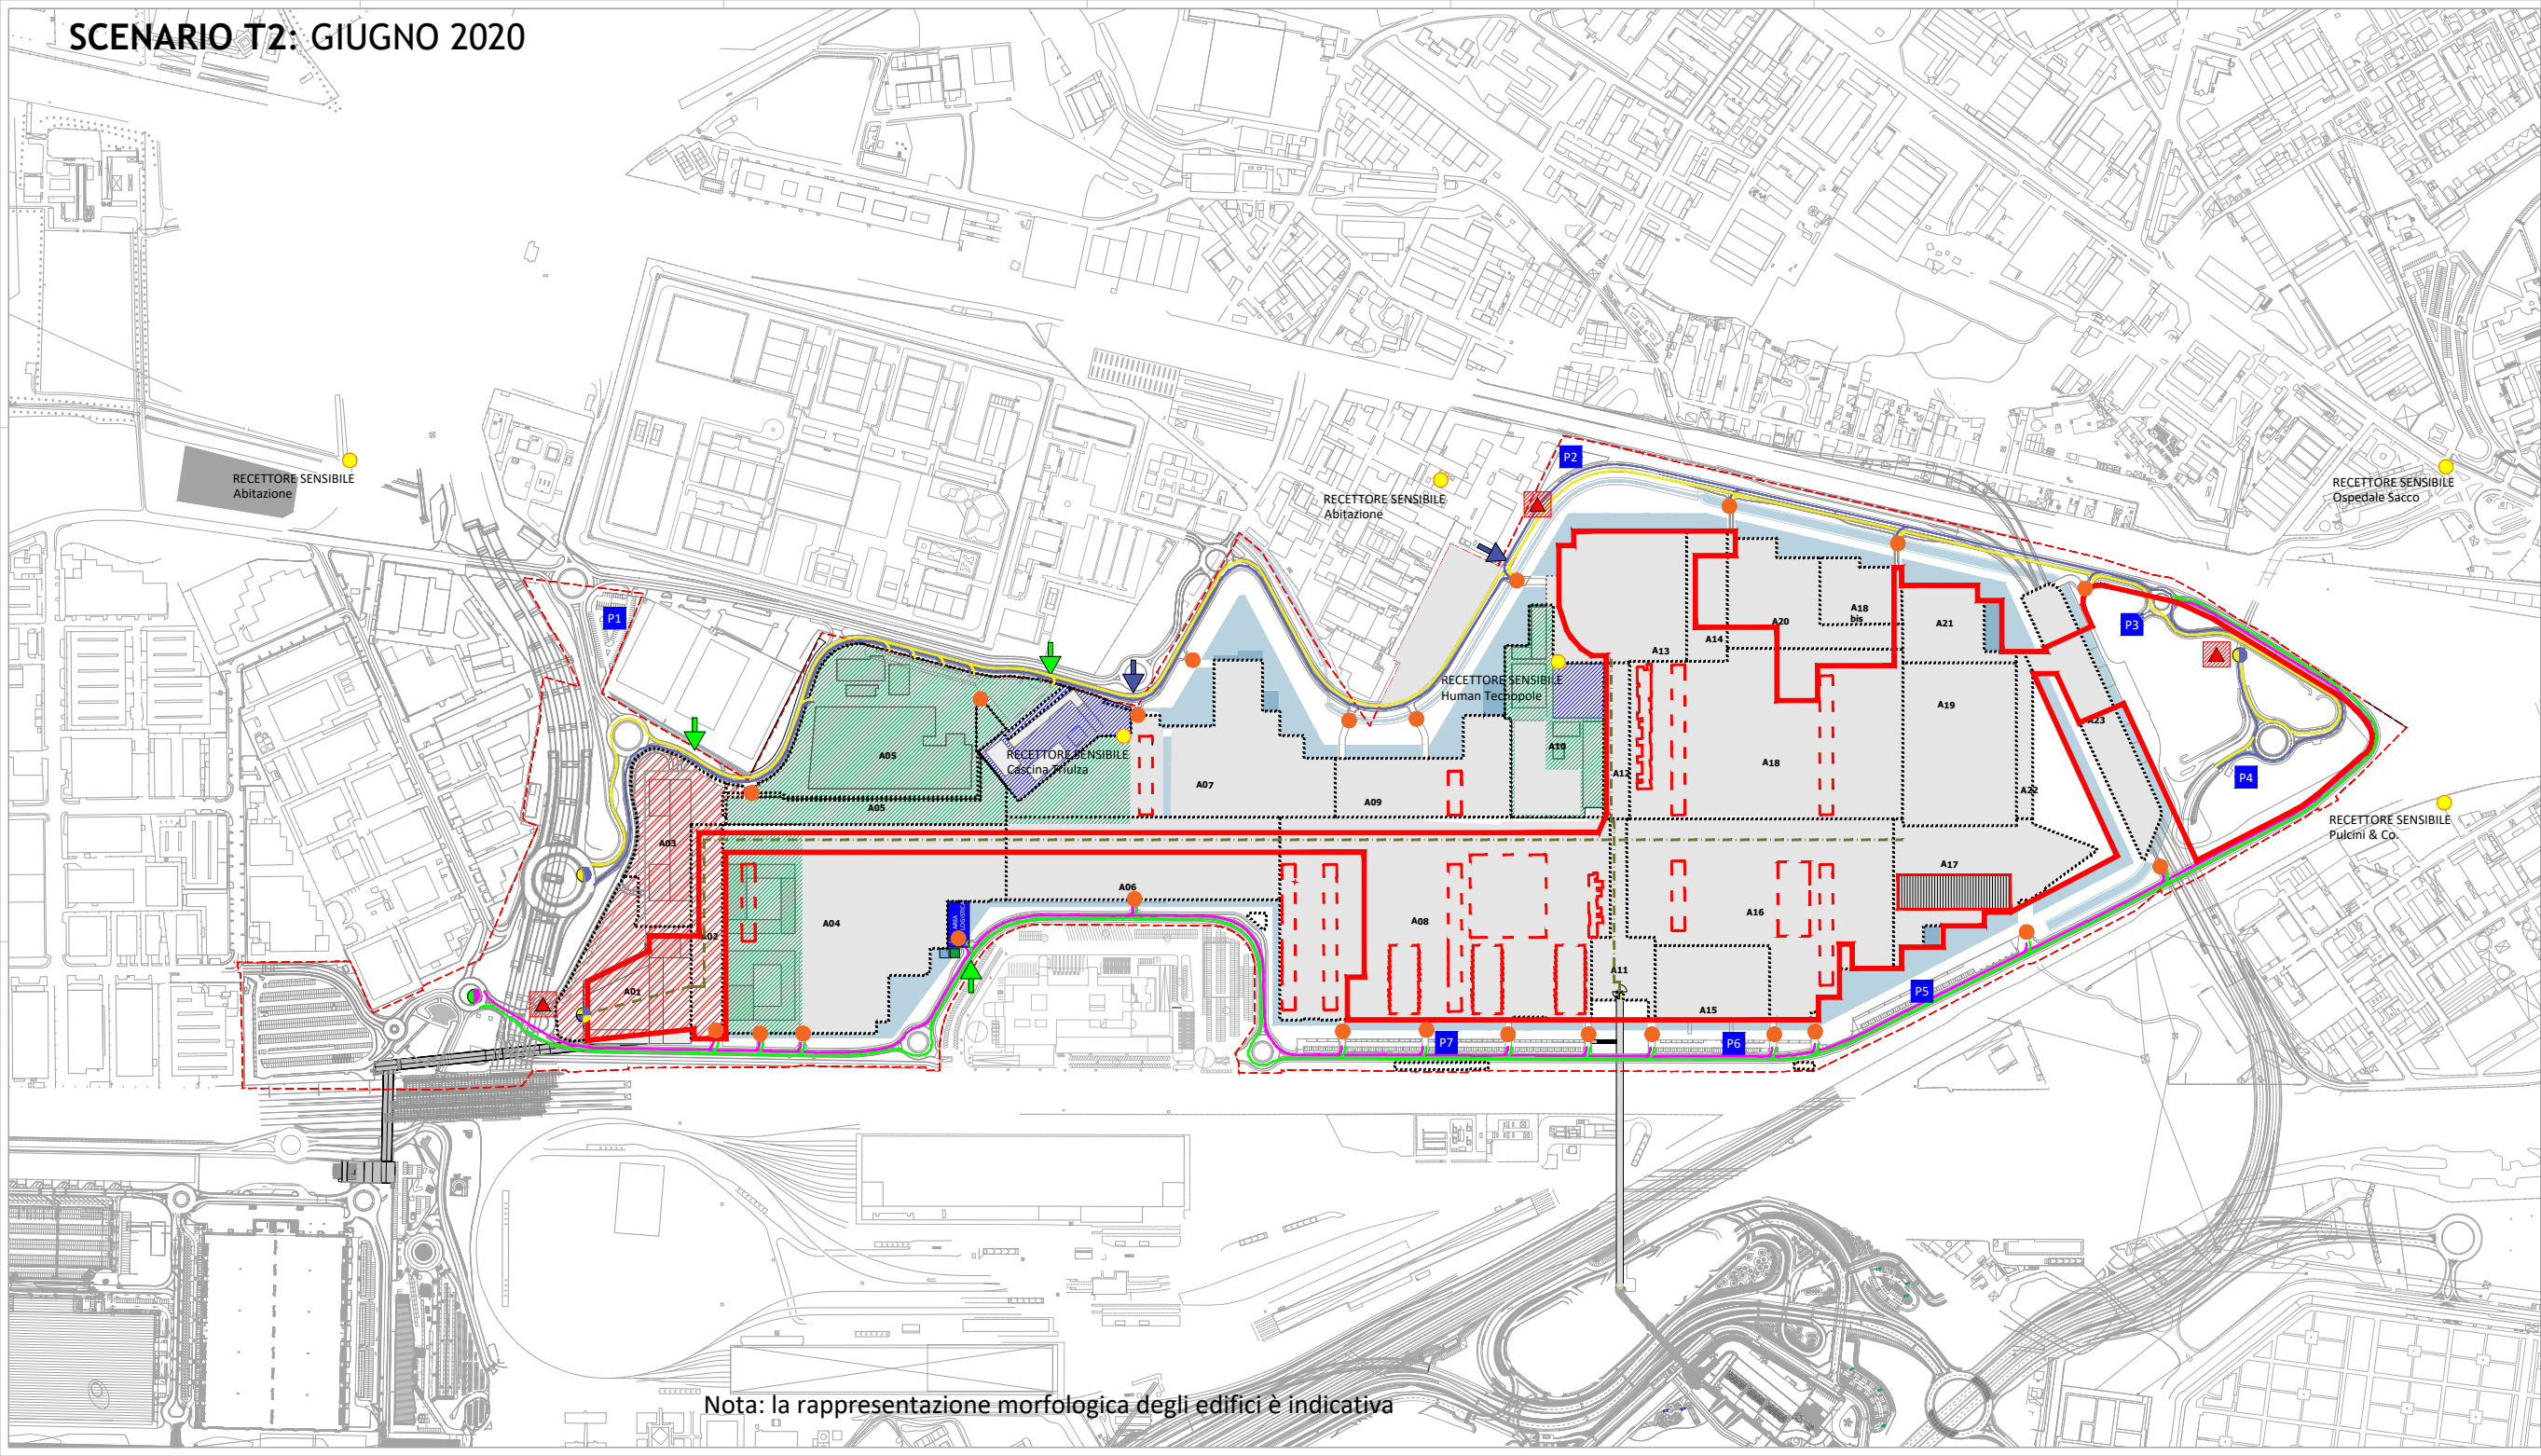 SCENARIO T2: GIUGNO 2020
P2
RECETTORE SENSIBILE
Abitazione
RECETTORE SENSIBILE
Abitazione
RECETTORE SENSIBILE
Ospedale Sacco
P1
P3
A18
bis
A20
A21
A14
A13
RECETTORE SENSIBILE
Human Tecnopole
A19
A23
A10
A05
RECETTORE SENSIBILE
Cascina Triulza
A12
A18
P4
A07
A22
A09
A05
RECETTORE SENSIBILE
Pulcini & Co.
A03
A17
A06
A16
A08
A04
AREA
LOGISTICA
A02
A11
A01
P5
A15
P7
P6
Nota: la rappresentazione morfologica degli edifici è indicativa